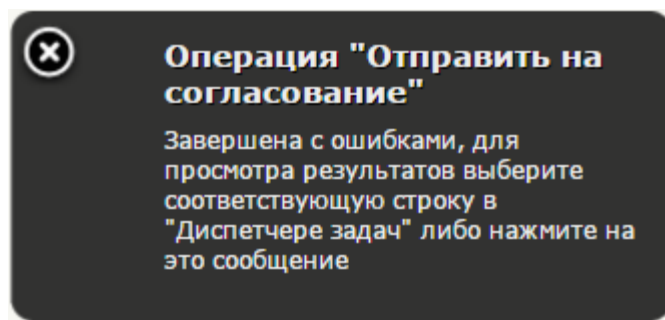 Операция "Отправить на
согласование"
Завершена с ошибками, для
просмотра результатов выберите
соответствующую строку в
"Диспетчере задач" либо нажмите на
это сообщение